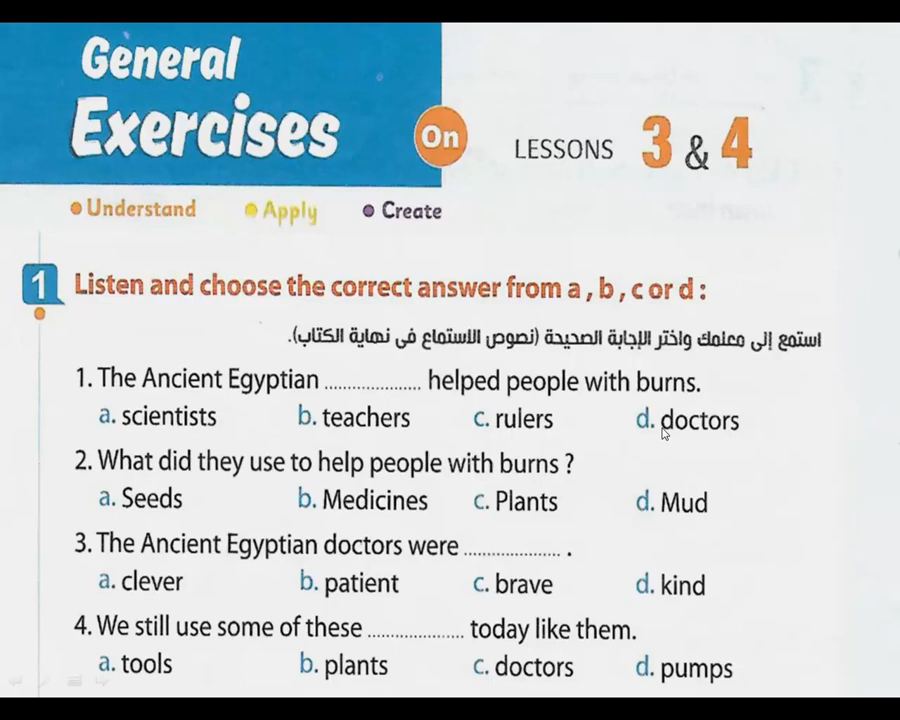 General
Exercises On LESSONS 3 & 4
Understand Apply Create
1 Listen and choose the correct answer from a , b , c or d :
استمع إلى معلمك واختر الإجابة الصحيحة (نصوص الاستماع فى نهاية الكتاب).
1. The Ancient Egyptian .................... helped people with burns.
a. scientists b. teachers c. rulers d. doctors
2. What did they use to help people with burns ?
a. Seeds b. Medicines c. Plants d. Mud
3. The Ancient Egyptian doctors were .................... .
a. clever b. patient c. brave d. kind
4. We still use some of these .................... today like them.
a. tools b. plants c. doctors d. pumps